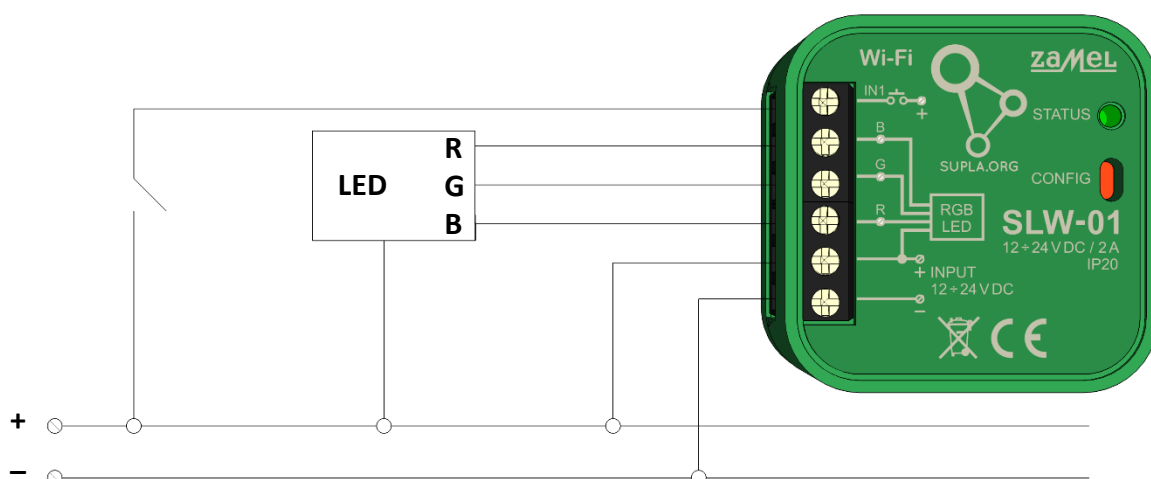 Wi-Fi
zaMeL
IN1
+
STATUS
B
SUPLA.ORG
R
LED
G
B
G
CONFIG
R
RGB
LED
SLW-01
12÷24 V DC / 2 A
IP20
+ INPUT
12÷24 V DC
−
CE
+
−